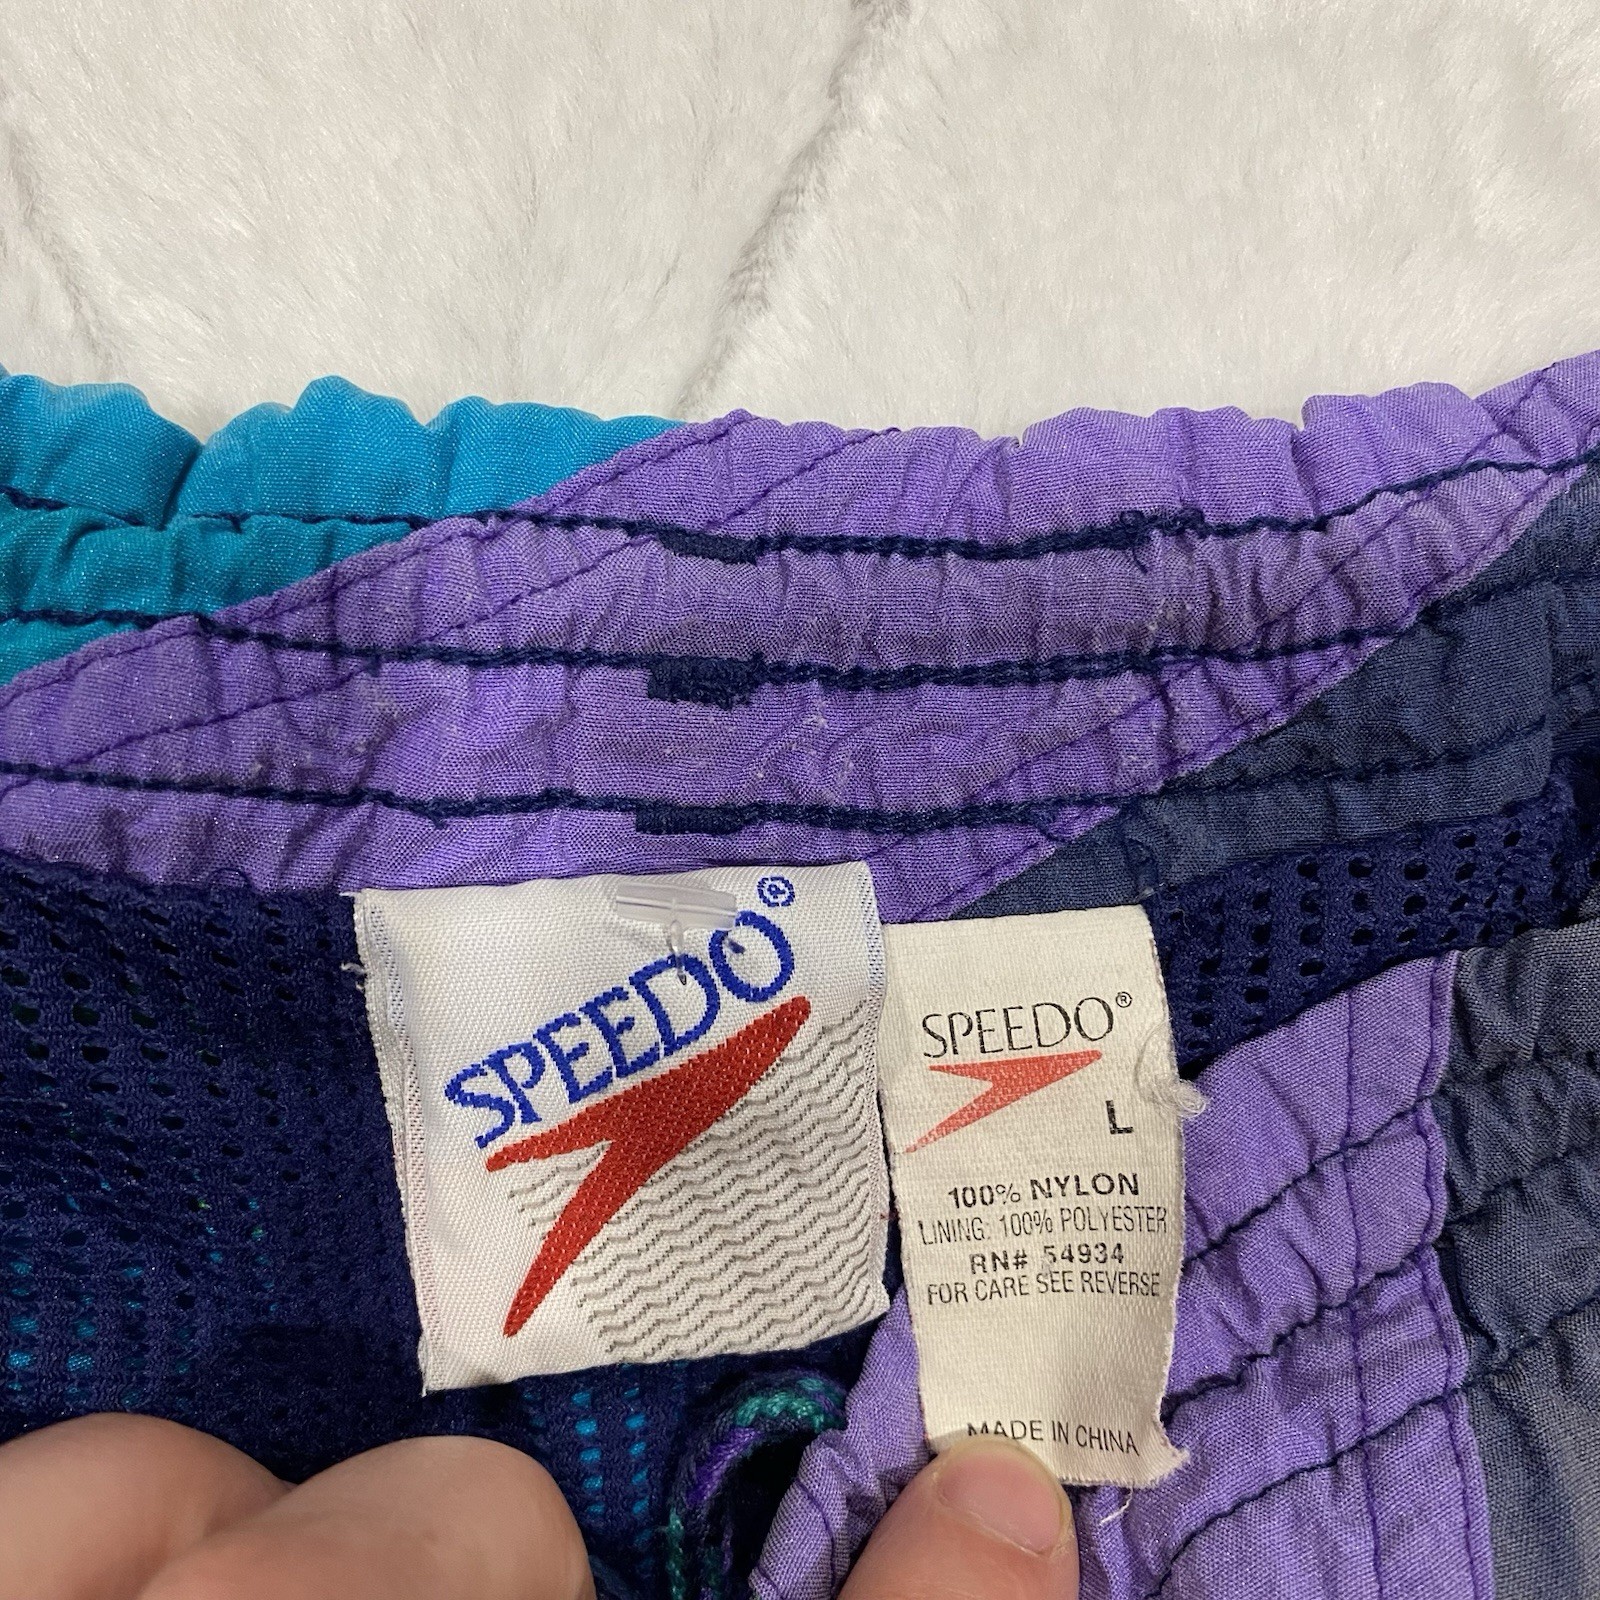 SPEEDO®
SPEEDO®
L
100% NYLON
LINING: 100% POLYESTER
RN# 54934
FOR CARE SEE REVERSE
MADE IN CHINA